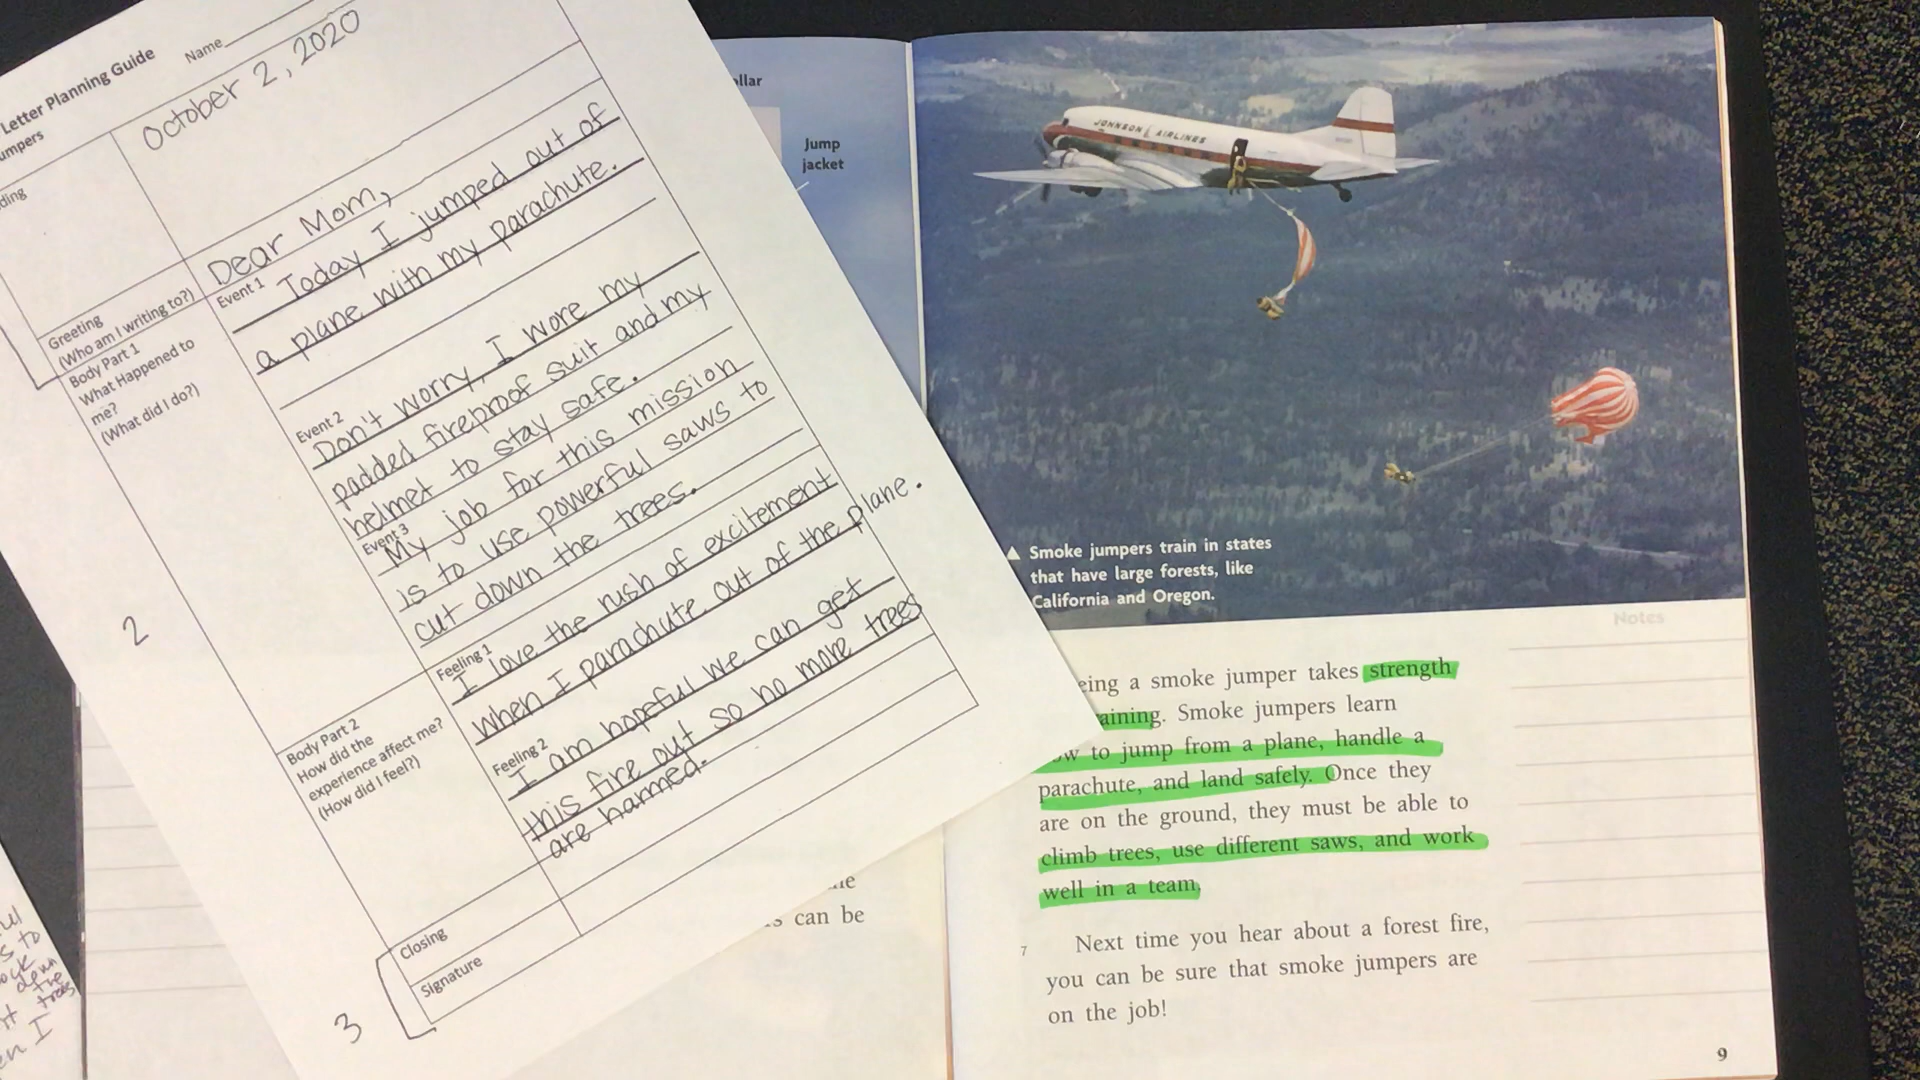 Letter Planning Guide
Name
umpers
October 2, 2020
ding
Greeting
(Who am I writing to?)
Dear Mom,
Body Part 1
What Happened to
me?
(What did I do?)
Event 1
Today I jumped out of
a plane with my parachute.
Event 2
Don't worry, I wore my
padded fireproof suit and my
helmet to stay safe.
Event 3
My job for this mission
is to use powerful saws to
cut down the trees.
2
Body Part 2
How did the
experience affect me?
(How did I feel?)
Feeling 1
I love the rush of excitement
when I parachute out of the plane.
Feeling 2
I am hopeful we can get
this fire out so no more trees
are harmed.
Closing
Signature
3
s to
down
the
trees
I
llar
Jump
jacket
JOHNSON AIRLINES
▲ Smoke jumpers train in states
that have large forests, like
California and Oregon.
Notes
eing a smoke jumper takes strength
aining. Smoke jumpers learn
ow to jump from a plane, handle a
parachute, and land safely. Once they
are on the ground, they must be able to
climb trees, use different saws, and work
well in a team.
7 Next time you hear about a forest fire,
you can be sure that smoke jumpers are
on the job!
s can be
9